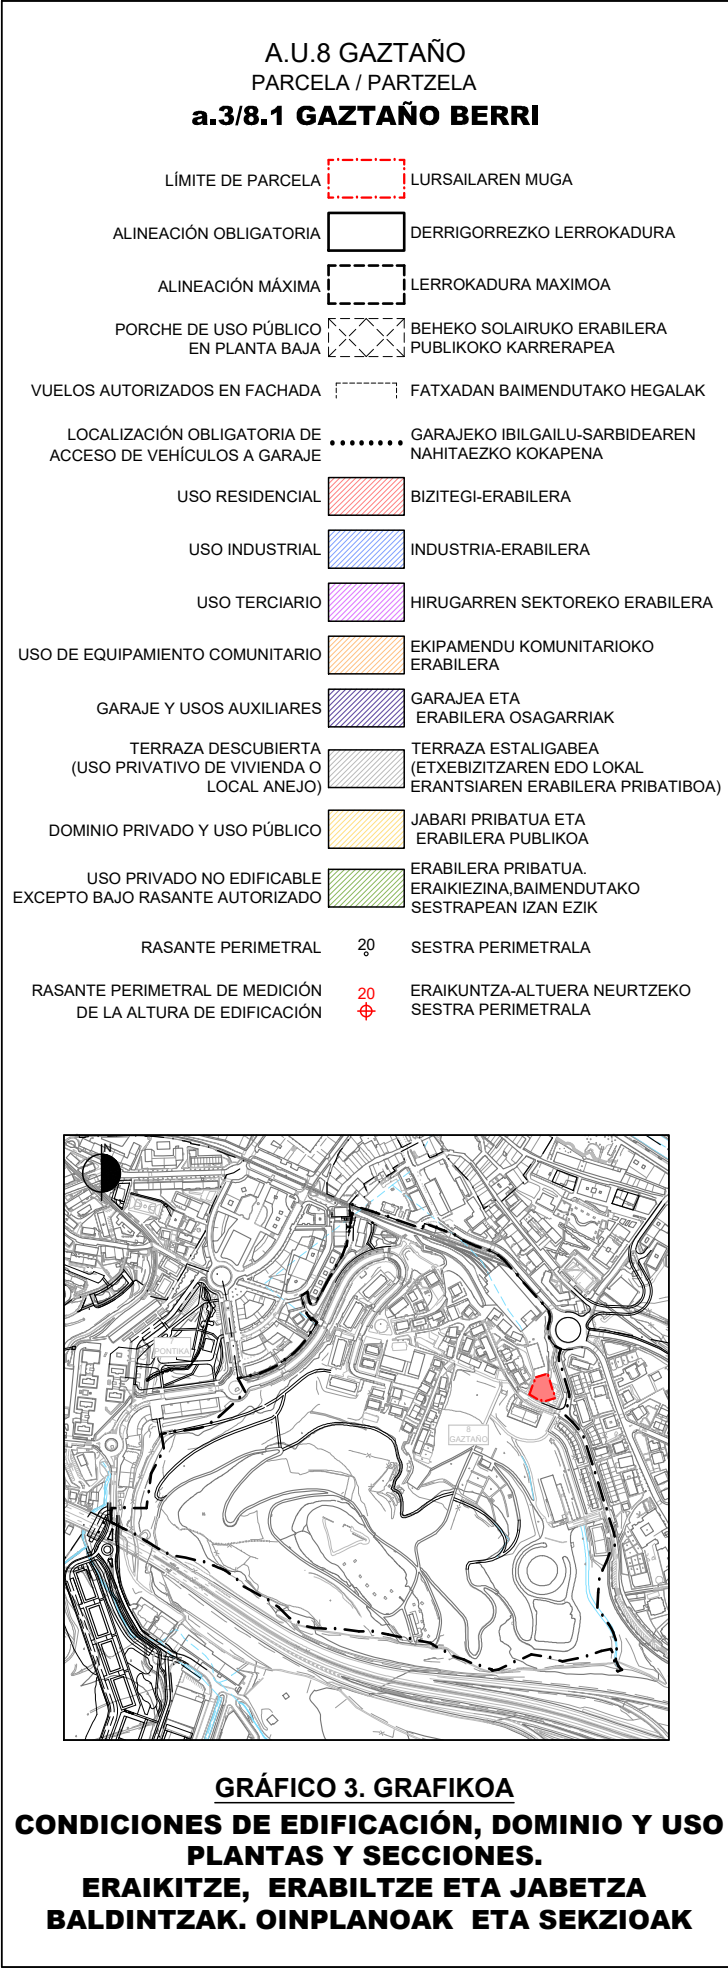 A.U.8 GAZTAÑO
PARCELA / PARTZELA
a.3/8.1 GAZTAÑO BERRI
LÍMITE DE PARCELA
LURSAILAREN MUGA
ALINEACIÓN OBLIGATORIA
DERRIGORREZKO LERROKADURA
ALINEACIÓN MÁXIMA
LERROKADURA MAXIMOA
PORCHE DE USO PÚBLICO
EN PLANTA BAJA
BEHEKO SOLAIRUKO ERABILERA
PUBLIKOKO KARRERAPEA
VUELOS AUTORIZADOS EN FACHADA
FATXADAN BAIMENDUTAKO HEGALAK
LOCALIZACIÓN OBLIGATORIA DE
ACCESO DE VEHÍCULOS A GARAJE
GARAJEKO IBILGAILU-SARBIDEAREN
NAHITAEZKO KOKAPENA
USO RESIDENCIAL
BIZITEGI-ERABILERA
USO INDUSTRIAL
INDUSTRIA-ERABILERA
USO TERCIARIO
HIRUGARREN SEKTOREKO ERABILERA
USO DE EQUIPAMIENTO COMUNITARIO
EKIPAMENDU KOMUNITARIOKO
ERABILERA
GARAJE Y USOS AUXILIARES
GARAJEA ETA
ERABILERA OSAGARRIAK
TERRAZA DESCUBIERTA
(USO PRIVATIVO DE VIVIENDA O
LOCAL ANEJO)
TERRAZA ESTALIGABEA
(ETXEBIZITZAREN EDO LOKAL
ERANTSIAREN ERABILERA PRIBATIBOA)
DOMINIO PRIVADO Y USO PÚBLICO
JABARI PRIBATUA ETA
ERABILERA PUBLIKOA
USO PRIVADO NO EDIFICABLE
EXCEPTO BAJO RASANTE AUTORIZADO
ERABILERA PRIBATUA.
ERAIKIEZINA,BAIMENDUTAKO
SESTRAPEAN IZAN EZIK
RASANTE PERIMETRAL
20
SESTRA PERIMETRALA
RASANTE PERIMETRAL DE MEDICIÓN
DE LA ALTURA DE EDIFICACIÓN
20
ERAIKUNTZA-ALTUERA NEURTZEKO
SESTRA PERIMETRALA
N
PONTIKA
8
GAZTAÑO
GRÁFICO 3. GRAFIKOA
CONDICIONES DE EDIFICACIÓN, DOMINIO Y USO
PLANTAS Y SECCIONES.
ERAIKITZE, ERABILTZE ETA JABETZA
BALDINTZAK. OINPLANOAK ETA SEKZIOAK